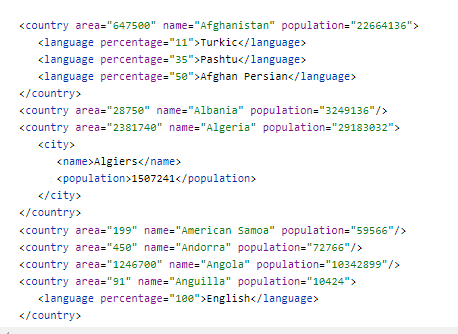 <country area="647500" name="Afghanistan" population="22664136">
<language percentage="11">Turkic</language>
<language percentage="35">Pashtu</language>
<language percentage="50">Afghan Persian</language>
</country>
<country area="28750" name="Albania" population="3249136"/>
<country area="2381740" name="Algeria" population="29183032">
<city>
<name>Algiers</name>
<population>1507241</population>
</city>
</country>
<country area="199" name="American Samoa" population="59566"/>
<country area="450" name="Andorra" population="72766"/>
<country area="1246700" name="Angola" population="10342899"/>
<country area="91" name="Anguilla" population="10424">
<language percentage="100">English</language>
</country>